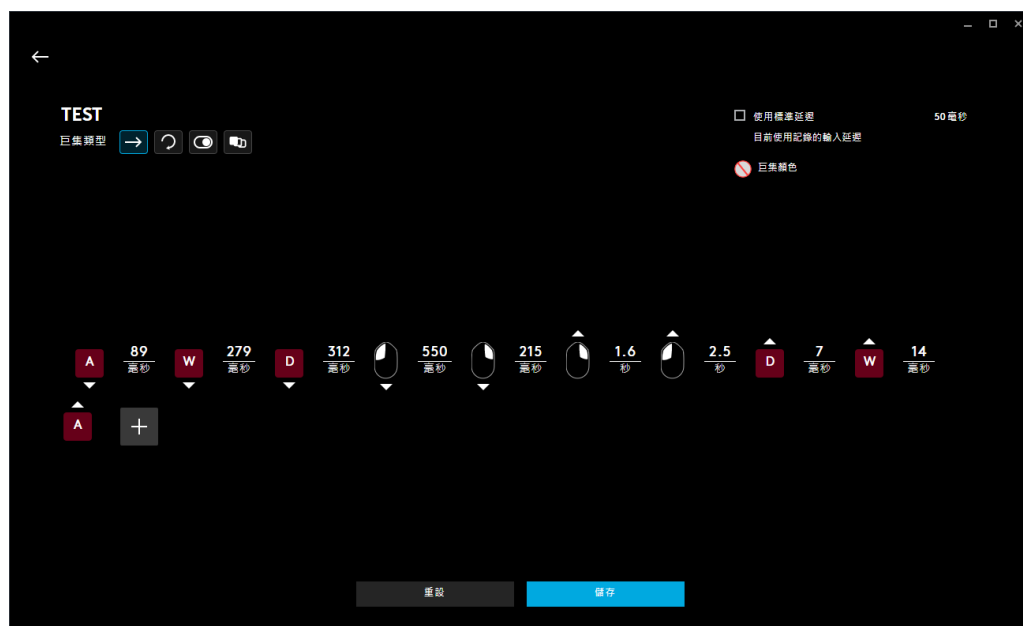 TEST
巨集類型
使用標準延遲 50 毫秒
目前使用記錄的輸入延遲
巨集顏色
A 89 W 279 D 312 550 215 1.6 2.5 D 7 W 14
毫秒 毫秒 毫秒 毫秒 毫秒 秒 秒 毫秒 毫秒
A
重設 儲存